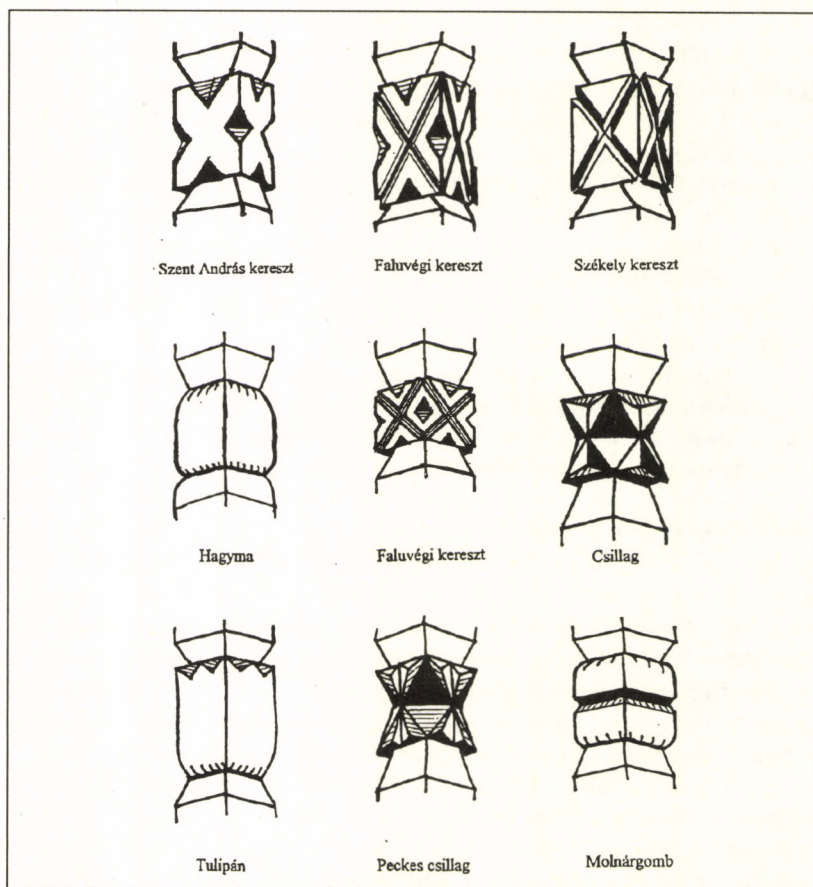 Szent András kereszt
Faluvégi kereszt
Székely kereszt
Hagyma
Faluvégi kereszt
Csillag
Tulipán
Peckes csillag
Molnárgomb